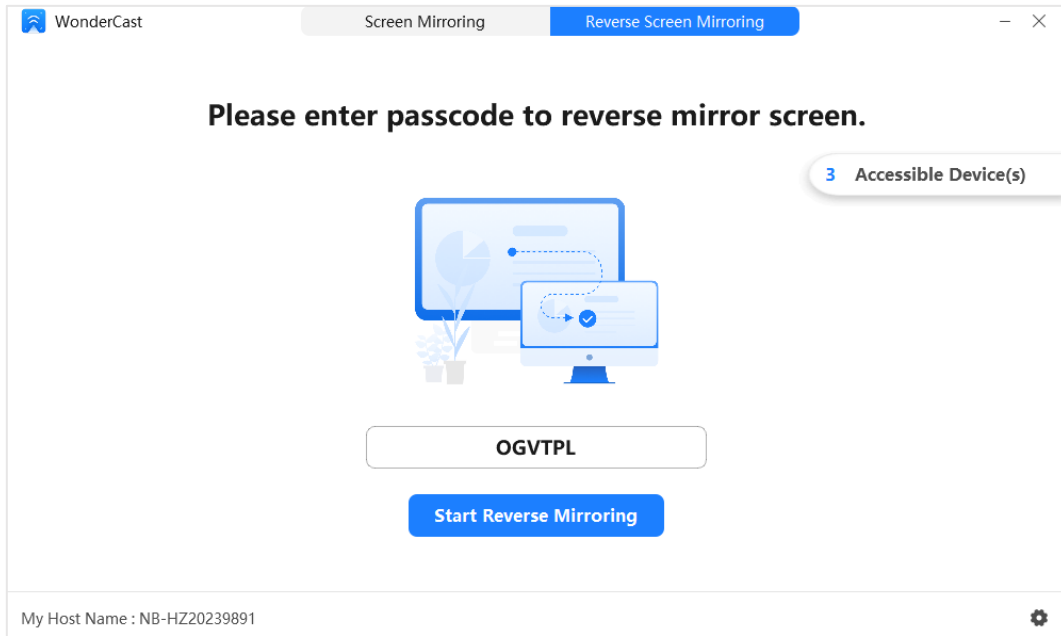 WonderCast
Screen Mirroring
Reverse Screen Mirroring
Please enter passcode to reverse mirror screen.
3 Accessible Device(s)
OGVTPL
Start Reverse Mirroring
My Host Name : NB-HZ20239891